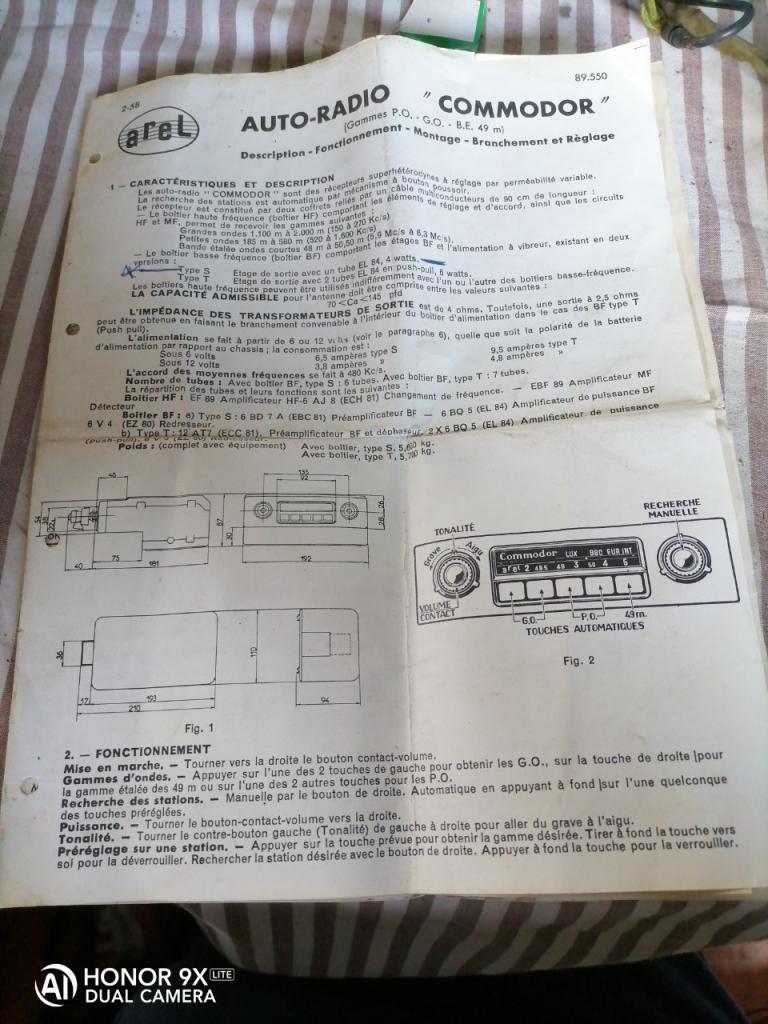 2-58
89.550
arel
AUTO-RADIO "COMMODOR"
(Gammes P.O. - G.O. - B.E. 49 m)
Description - Fonctionnement - Montage - Branchement et Règlage
1 — CARACTÉRISTIQUES ET DESCRIPTION
Les auto-radio "COMMODOR" sont des récepteurs superhétérodynes à réglage par perméabilité variable.
La recherche des stations est automatique par mécanisme à bouton poussoir.
Le récepteur est constitué par deux coffrets reliés par un câble multiconducteurs de 90 cm de longueur :
— Le boîtier haute fréquence (boîtier HF) comportant les éléments de réglage et d'accord, ainsi que les circuits
HF et MF, permet de recevoir les gammes suivantes :
Grandes ondes 1.100 m à 2.000 m (150 à 270 Kc/s)
Petites ondes 185 m à 580 m (520 à 1.600 Kc/s)
Bande étalée ondes courtes 48 m à 50,50 m (5,9 Mc/s à 6,3 Mc/s).
— Le boîtier basse fréquence (boîtier BF) comportant les étages BF et l'alimentation à vibreur, existant en deux
versions :
Type S Etage de sortie avec un tube EL 84, 4 watts.
Type T Etage de sortie avec 2 tubes EL 84 en push-pull, 6 watts.
Les boîtiers haute fréquence peuvent être utilisés indifféremment avec l'un ou l'autre des boîtiers basse-fréquence.
LA CAPACITÉ ADMISSIBLE pour l'antenne doit être comprise entre les valeurs suivantes :
70 <Ca <145 pfd
L'IMPÉDANCE DES TRANSFORMATEURS DE SORTIE est de 4 ohms. Toutefois, une sortie à 2,5 ohms
peut être obtenue en faisant le branchement convenable à l'intérieur du boîtier d'alimentation dans le cas des BF type T
(Push pull).
L'alimentation se fait à partir de 6 ou 12 volts (voir le paragraphe 6), quelle que soit la polarité de la batterie
d'alimentation par rapport au chassis ; la consommation est :
Sous 6 volts 6,5 ampères type S 9,5 ampères type T
Sous 12 volts 3,8 ampères » 4,8 ampères »
L'accord des moyennes fréquences se fait à 480 Kc/s.
Nombre de tubes : Avec boîtier BF, type S : 6 tubes. Avec boîtier BF, type T : 7 tubes.
La répartition des tubes et leurs fonctions sont les suivantes :
Boîtier HF : EF 89 Amplificateur HF-6 AJ 8 (ECH 81) Changement de fréquence. — EBF 89 Amplificateur MF
Détecteur
Boîtier BF : a) Type S : 6 BD 7 A (EBC 81) Préamplificateur BF — 6 BQ 5 (EL 84) Amplificateur de puissance BF
6 V 4 (EZ 80) Redresseur.
b) Type T : 12 AT7 (ECC 81). Préamplificateur BF et déphaseur. 2 X 6 BQ 5 (EL 84) Amplificateur de puissance
(push-pull). 6 V 4 (EZ 80) Redresseur.
Poids : (complet avec équipement) Avec boîtier, type S, 5,600 kg.
Avec boîtier, type T, 5,700 kg.
45
135
92
54
38
22
40
75
181
87
30
192
28
26
36
17
193
210
110
94
Fig. 1
TONALITÉ
Grave
Aigu
VOLUME
CONTACT
RECHERCHE
MANUELLE
Commodor LUX 980 EUR INT
arel 2 485 49 3 50 4 5
G.O. P.O. 49 m.
TOUCHES AUTOMATIQUES
Fig. 2
2. — FONCTIONNEMENT
Mise en marche. — Tourner vers la droite le bouton contact-volume.
Gammes d'ondes. — Appuyer sur l'une des 2 touches de gauche pour obtenir les G.O., sur la touche de droite pour
la gamme étalée des 49 m ou sur l'une des 2 autres touches pour les P.O.
Recherche des stations. — Manuelle par le bouton de droite. Automatique en appuyant à fond sur l'une quelconque
des touches préréglées.
Puissance. — Tourner le bouton-contact-volume vers la droite.
Tonalité. — Tourner le contre-bouton gauche (Tonalité) de gauche à droite pour aller du grave à l'aigu.
Préréglage sur une station. — Appuyer sur la touche prévue pour obtenir la gamme désirée. Tirer à fond la touche vers
soi pour la déverrouiller. Rechercher la station désirée avec le bouton de droite. Appuyer à fond la touche pour la verrouiller.
HONOR 9X LITE
DUAL CAMERA